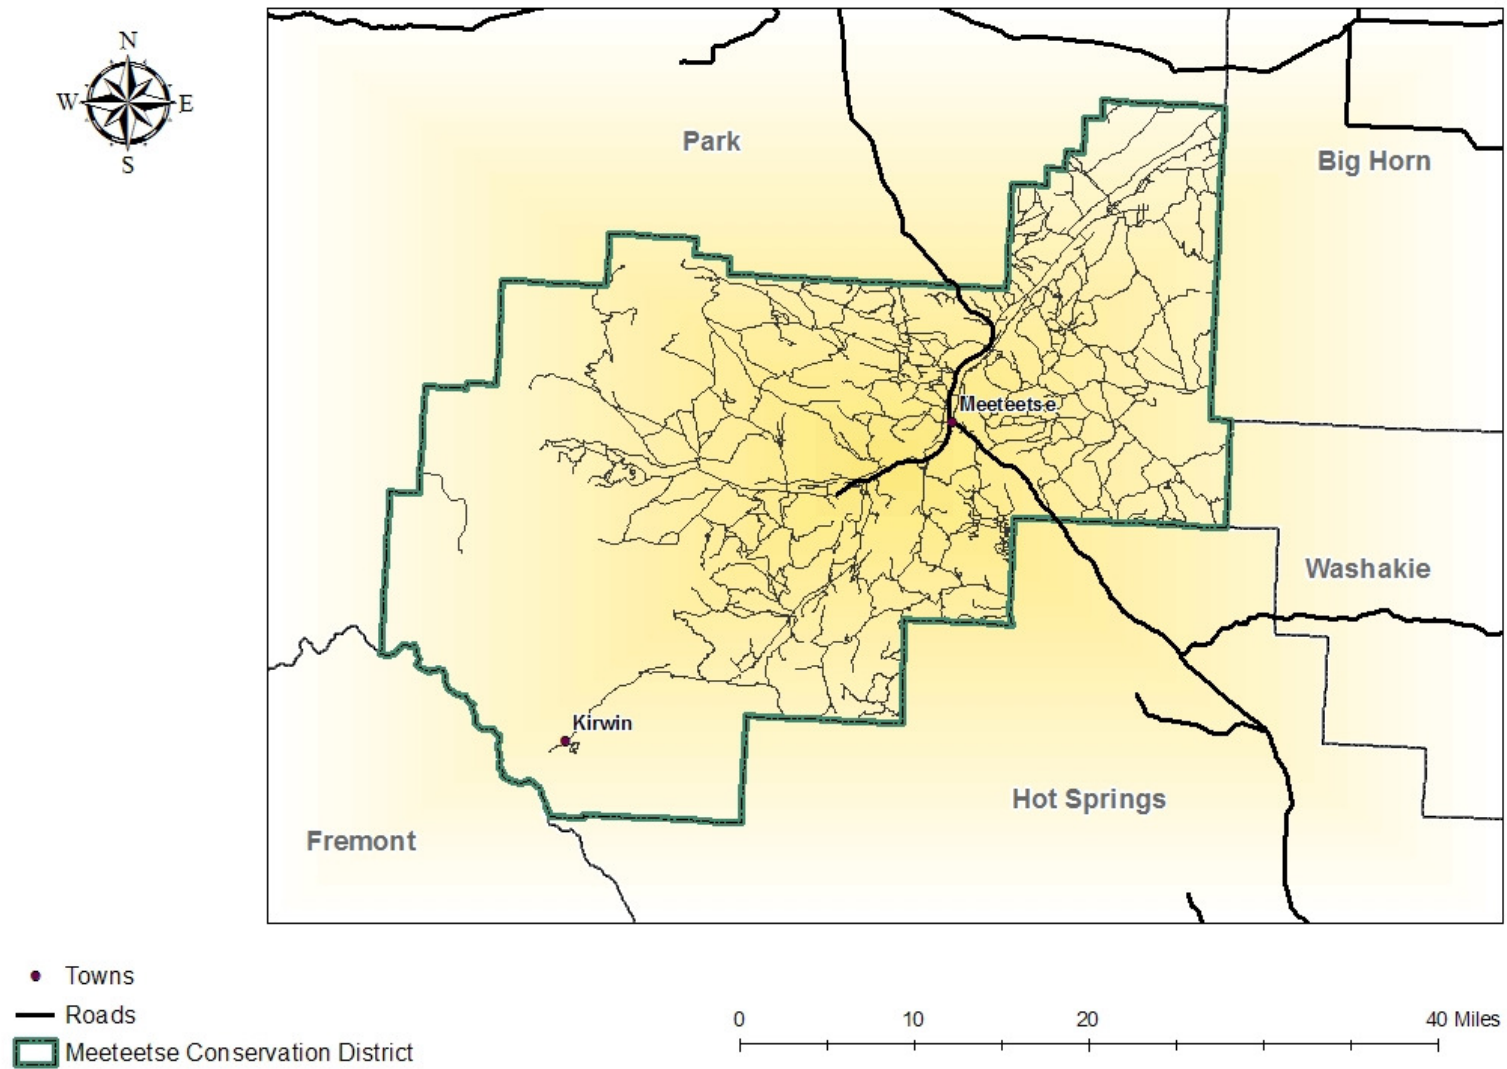 N
W E
S
Park
Big Horn
Meeteetse
Washakie
Kirwin
Hot Springs
Fremont
Towns
Roads
Meeteetse Conservation District
0 10 20 40 Miles